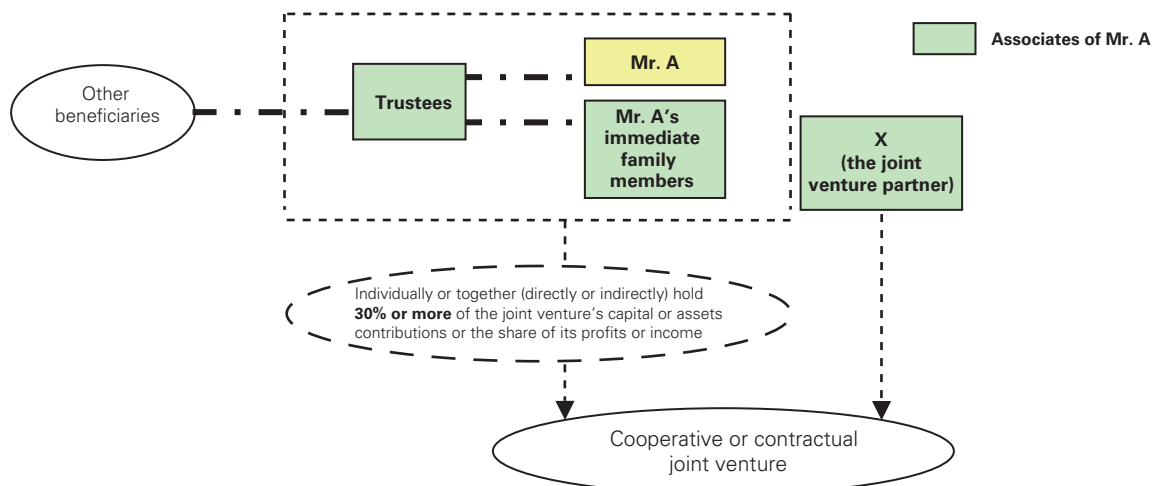 Associates of Mr. A
Other
beneficiaries
Trustees
Mr. A
Mr. A's
immediate
family
members
X
(the joint
venture partner)
Individually or together (directly or indirectly) hold
30% or more of the joint venture's capital or assets
contributions or the share of its profits or income
Cooperative or contractual
joint venture